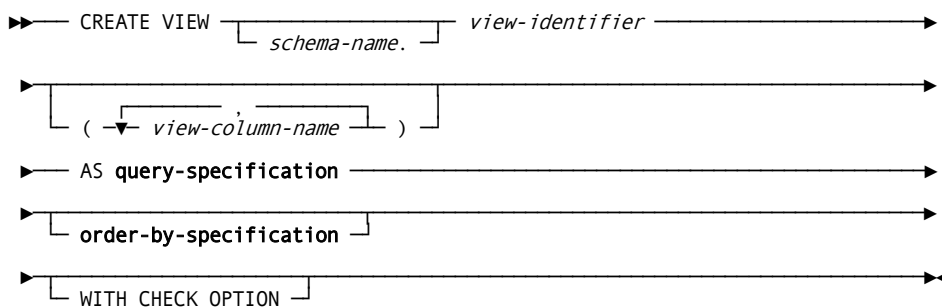 CREATE VIEW schema-name. view-identifier
( view-column-name , )
AS query-specification
order-by-specification
WITH CHECK OPTION